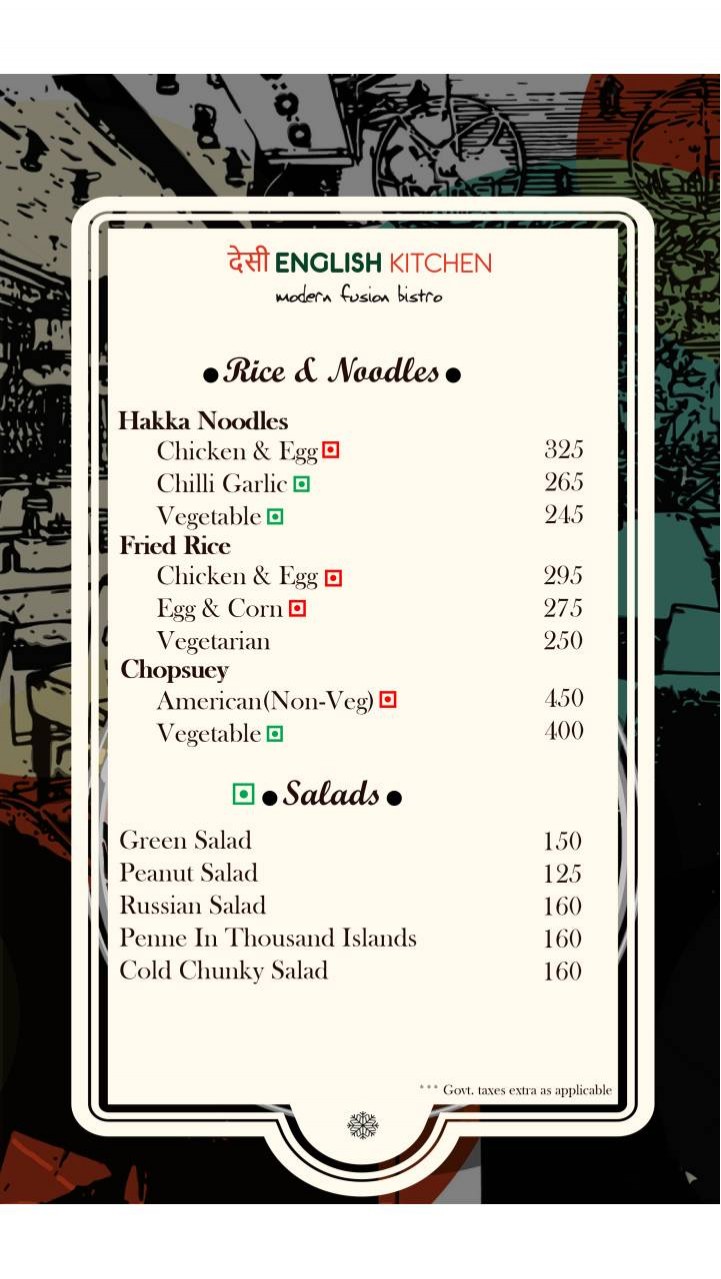 देसी ENGLISH KITCHEN
modern fusion bistro
Rice & Noodles
Hakka Noodles
Chicken & Egg 325
Chilli Garlic 265
Vegetable 245
Fried Rice
Chicken & Egg 295
Egg & Corn 275
Vegetarian 250
Chopsuey
American(Non-Veg) 450
Vegetable 400
Salads
Green Salad 150
Peanut Salad 125
Russian Salad 160
Penne In Thousand Islands 160
Cold Chunky Salad 160
*** Govt. taxes extra as applicable